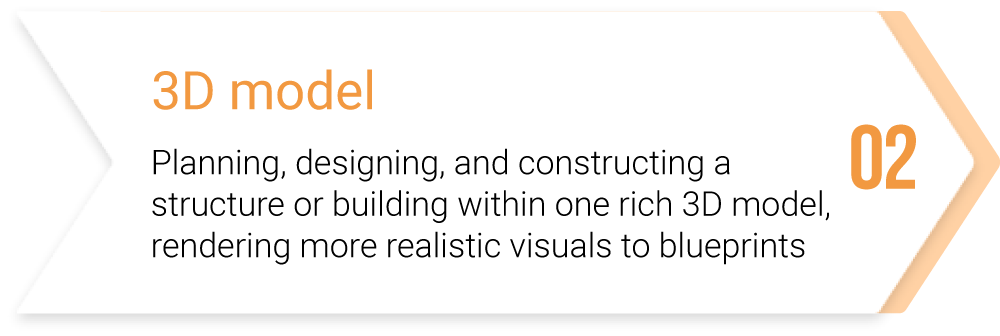 3D model
Planning, designing, and constructing a
structure or building within one rich 3D model,
rendering more realistic visuals to blueprints
02